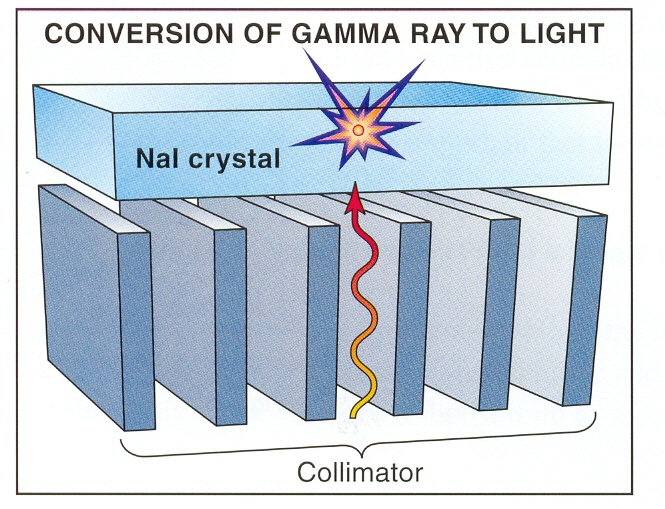 CONVERSION OF GAMMA RAY TO LIGHT
NaI crystal
Collimator